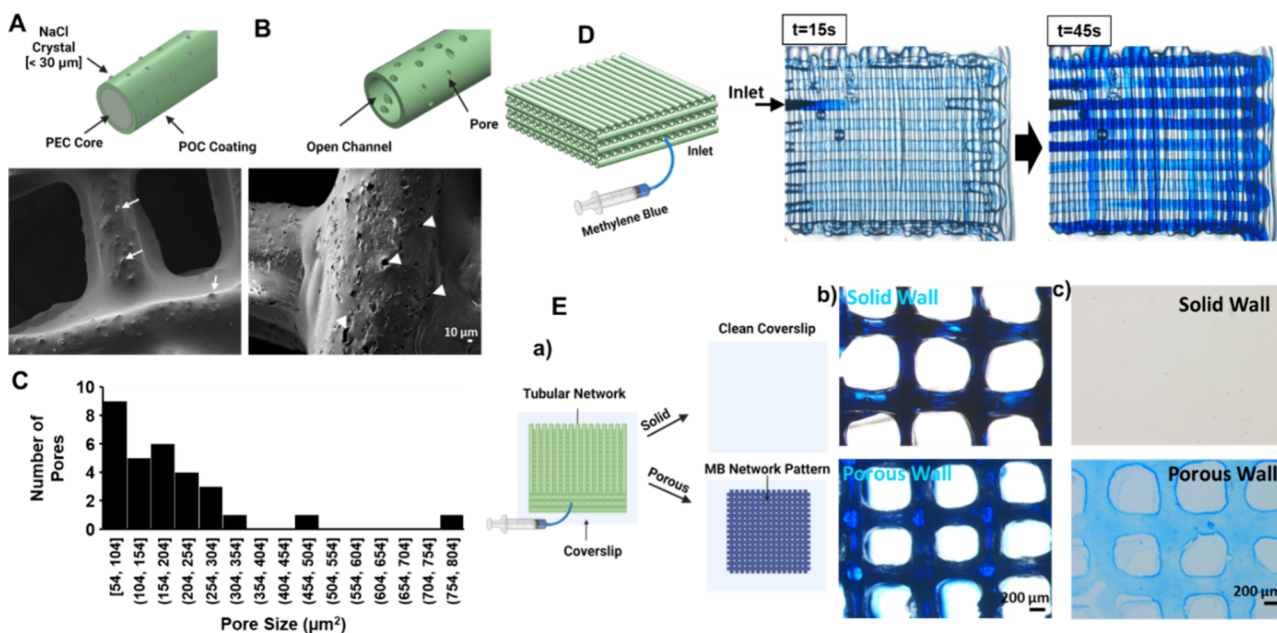 A
NaCl
Crystal
[< 30 µm]
PEC Core
POC Coating
B
Pore
Open Channel
10 µm
C
Number of
Pores
10
8
6
4
2
0
[54, 104]
(104, 154]
(154, 204]
(204, 254]
(254, 304]
(304, 354]
(354, 404]
(404, 454]
(454, 504]
(504, 554]
(554, 604]
(604, 654]
(654, 704]
(704, 754]
(754, 804]
Pore Size (µm²)
D
Inlet
Methylene Blue
t=15s
Inlet
t=45s
E
a)
Tubular Network
Solid
Porous
Coverslip
Clean Coverslip
MB Network Pattern
b)
Solid Wall
Porous Wall
200 µm
c)
Solid Wall
Porous Wall
200 µm